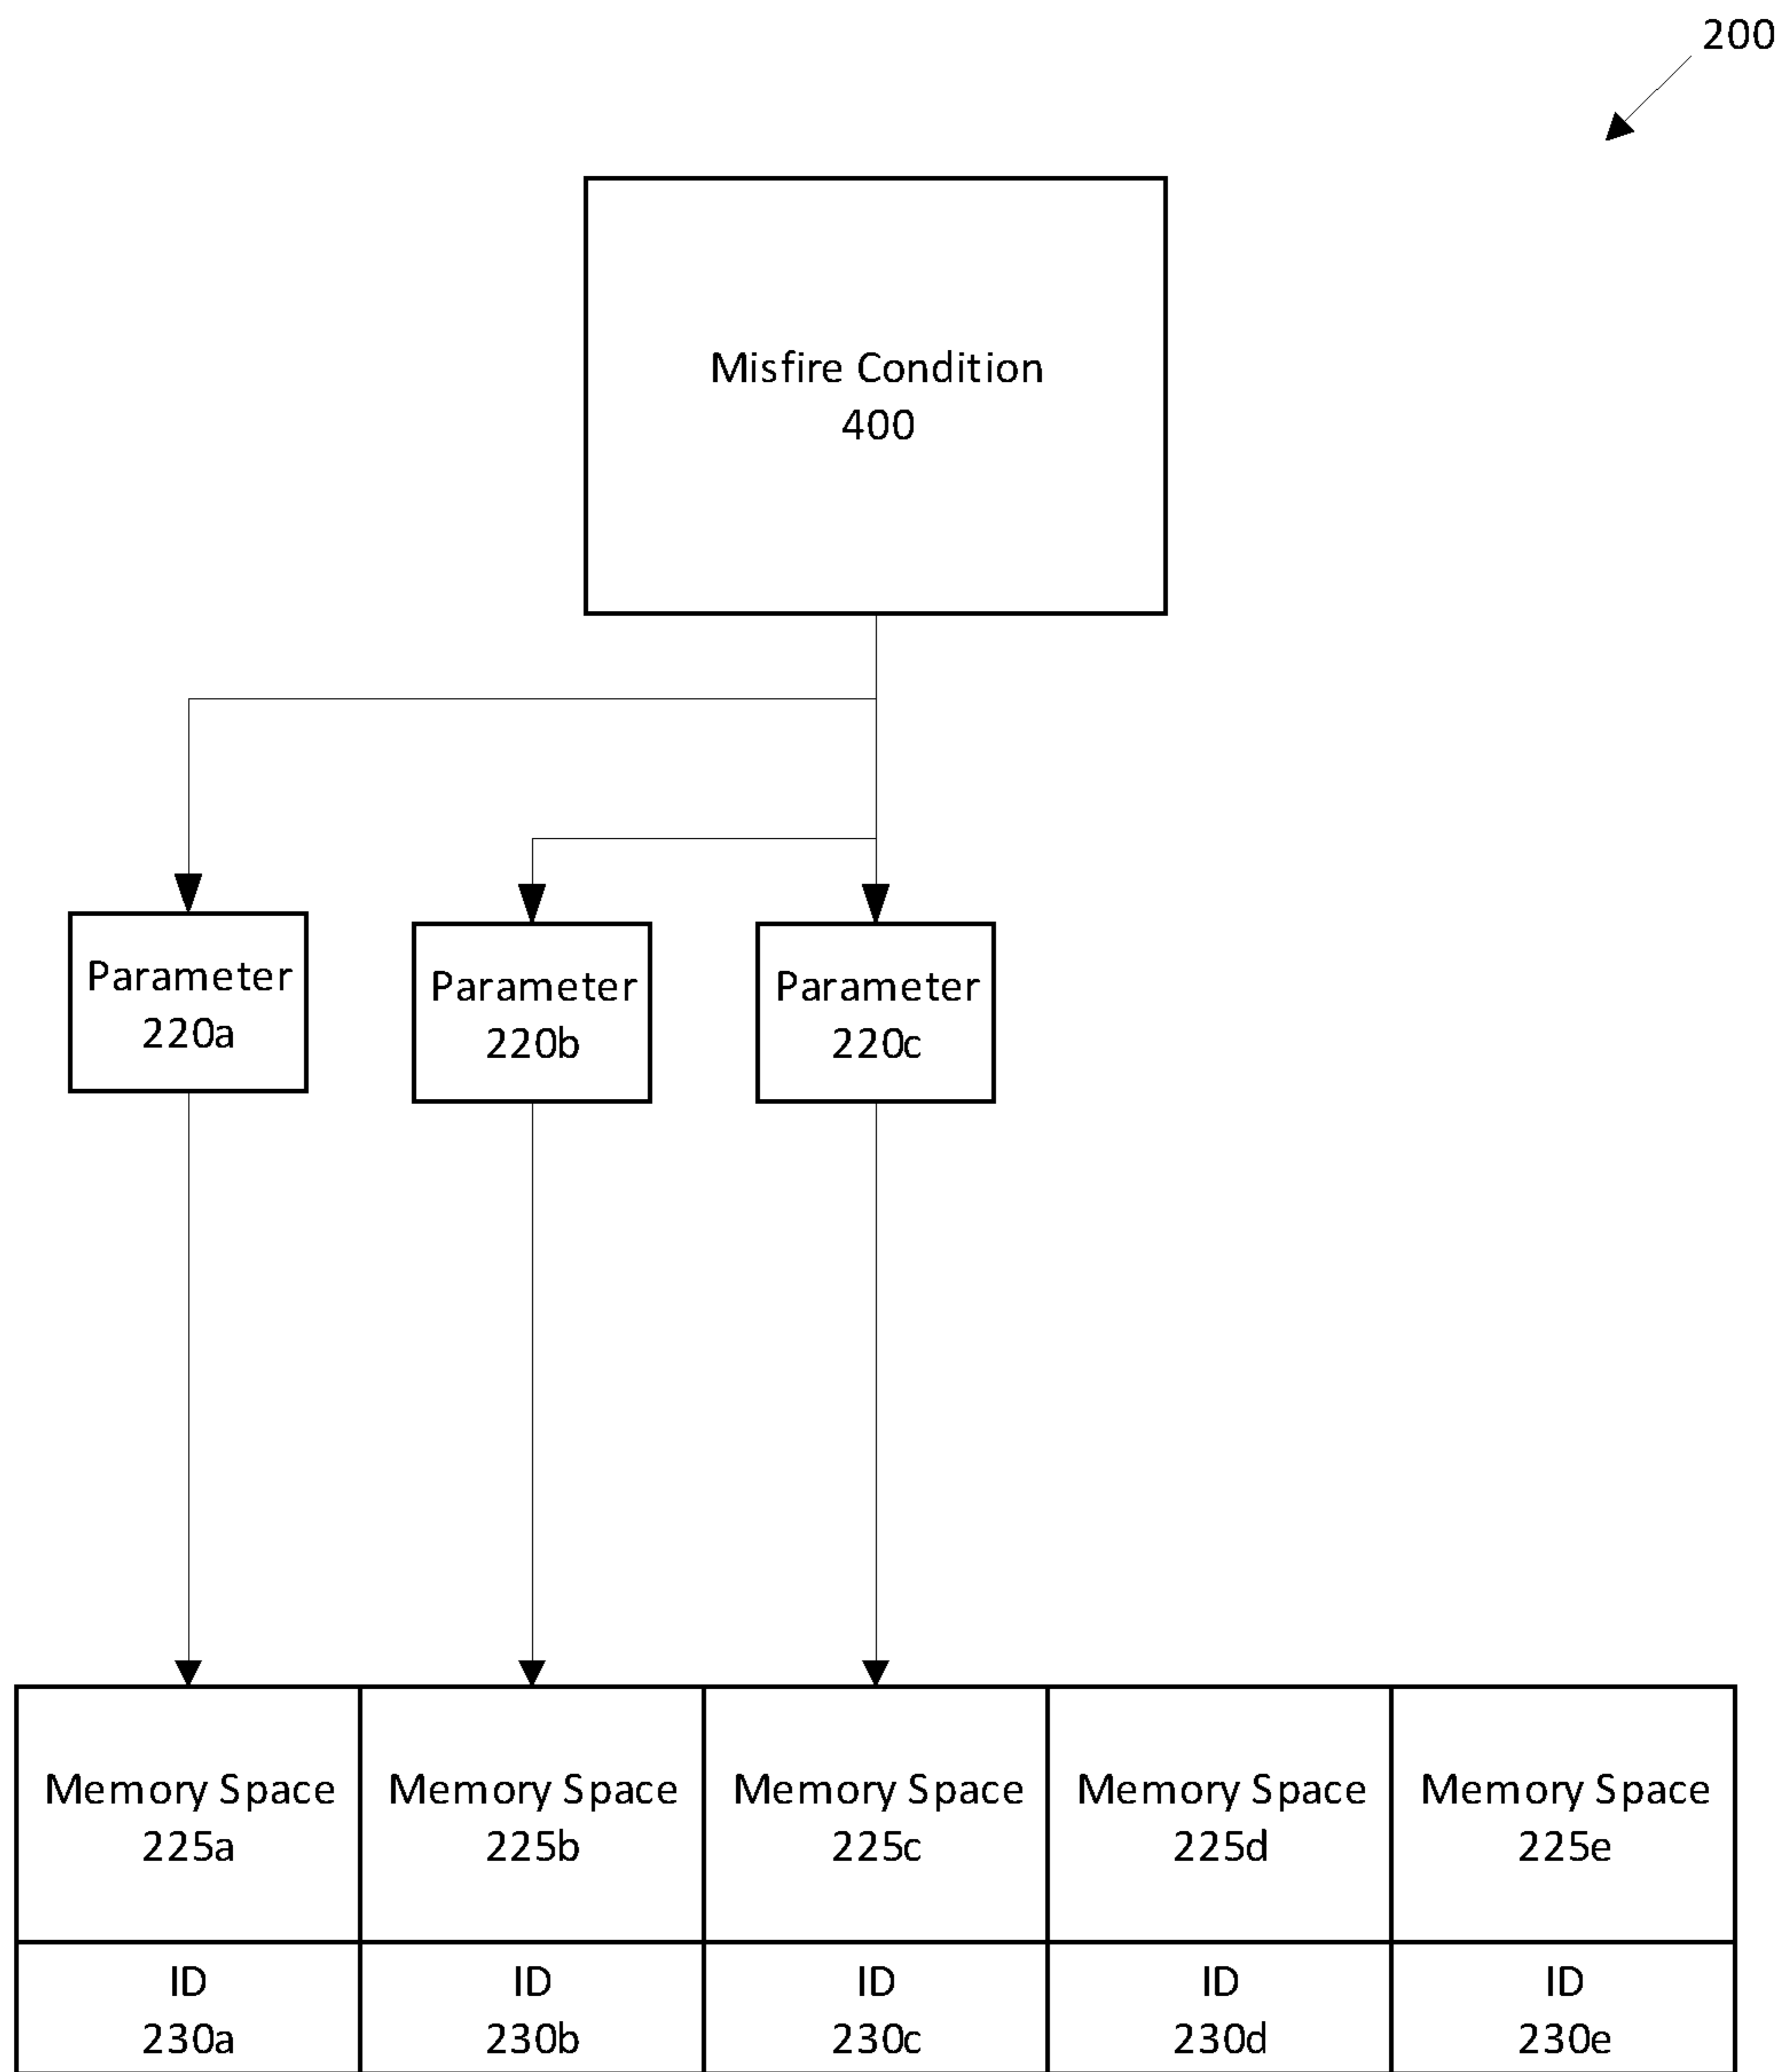 200
Misfire Condition
400
Parameter
220a
Parameter
220b
Parameter
220c
Memory Space
225a
Memory Space
225b
Memory Space
225c
Memory Space
225d
Memory Space
225e
ID
230a
ID
230b
ID
230c
ID
230d
ID
230e